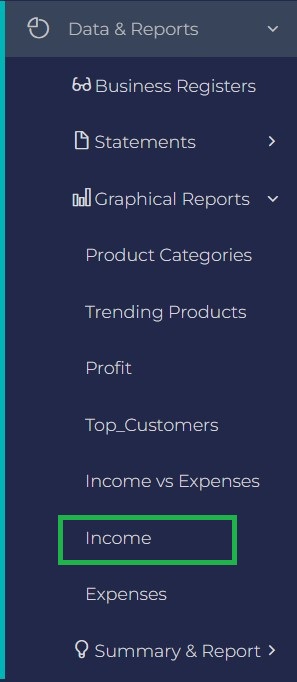 Data & Reports
Business Registers
Statements
Graphical Reports
Product Categories
Trending Products
Profit
Top_Customers
Income vs Expenses
Income
Expenses
Summary & Report